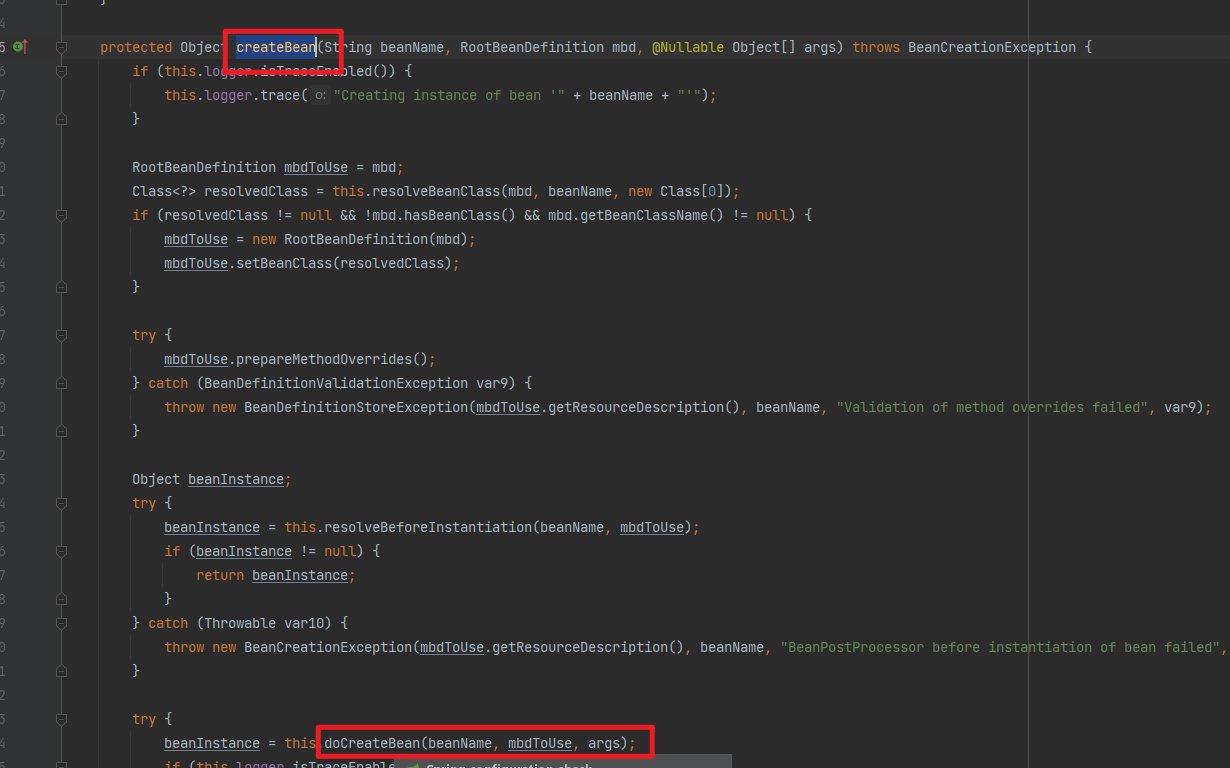 protected Object createBean(String beanName, RootBeanDefinition mbd, @Nullable Object[] args) throws BeanCreationException {
if (this.logger.isTraceEnabled()) {
this.logger.trace( o: "Creating instance of bean '" + beanName + "'");
}
RootBeanDefinition mbdToUse = mbd;
Class<?> resolvedClass = this.resolveBeanClass(mbd, beanName, new Class[0]);
if (resolvedClass != null && !mbd.hasBeanClass() && mbd.getBeanClassName() != null) {
mbdToUse = new RootBeanDefinition(mbd);
mbdToUse.setBeanClass(resolvedClass);
}
try {
mbdToUse.prepareMethodOverrides();
} catch (BeanDefinitionValidationException var9) {
throw new BeanDefinitionStoreException(mbdToUse.getResourceDescription(), beanName, "Validation of method overrides failed", var9);
}
Object beanInstance;
try {
beanInstance = this.resolveBeforeInstantiation(beanName, mbdToUse);
if (beanInstance != null) {
return beanInstance;
}
} catch (Throwable var10) {
throw new BeanCreationException(mbdToUse.getResourceDescription(), beanName, "BeanPostProcessor before instantiation of bean failed",
}
try {
beanInstance = this.doCreateBean(beanName, mbdToUse, args);
if (this.logger.isTraceEnable
Spring configuration check